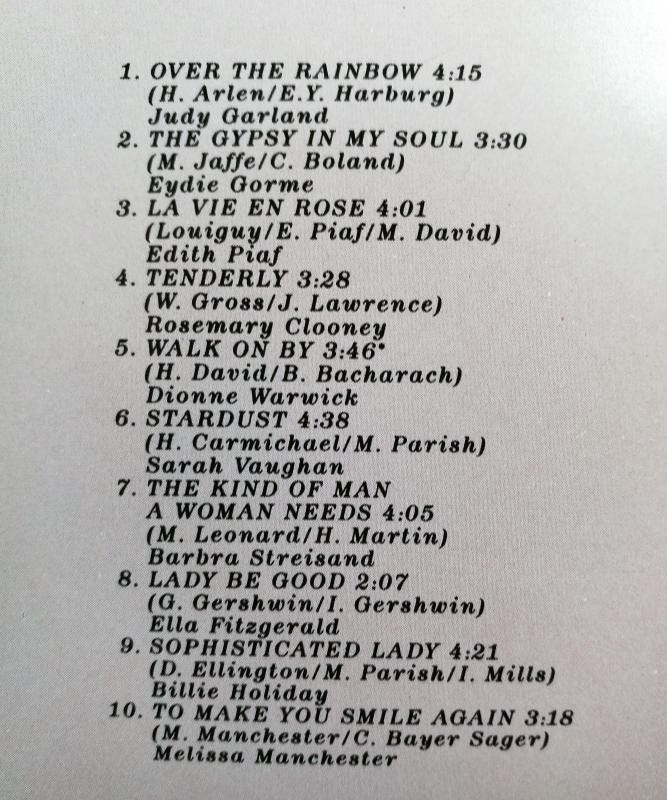 1. OVER THE RAINBOW 4:15
(H. Arlen/E.Y. Harburg)
Judy Garland
2. THE GYPSY IN MY SOUL 3:30
(M. Jaffe/C. Boland)
Eydie Gorme
3. LA VIE EN ROSE 4:01
(Louiguy/E. Piaf/M. David)
Edith Piaf
4. TENDERLY 3:28
(W. Gross/J. Lawrence)
Rosemary Clooney
5. WALK ON BY 3:46*
(H. David/B. Bacharach)
Dionne Warwick
6. STARDUST 4:38
(H. Carmichael/M. Parish)
Sarah Vaughan
7. THE KIND OF MAN
A WOMAN NEEDS 4:05
(M. Leonard/H. Martin)
Barbra Streisand
8. LADY BE GOOD 2:07
(G. Gershwin/I. Gershwin)
Ella Fitzgerald
9. SOPHISTICATED LADY 4:21
(D. Ellington/M. Parish/I. Mills)
Billie Holiday
10. TO MAKE YOU SMILE AGAIN 3:18
(M. Manchester/C. Bayer Sager)
Melissa Manchester